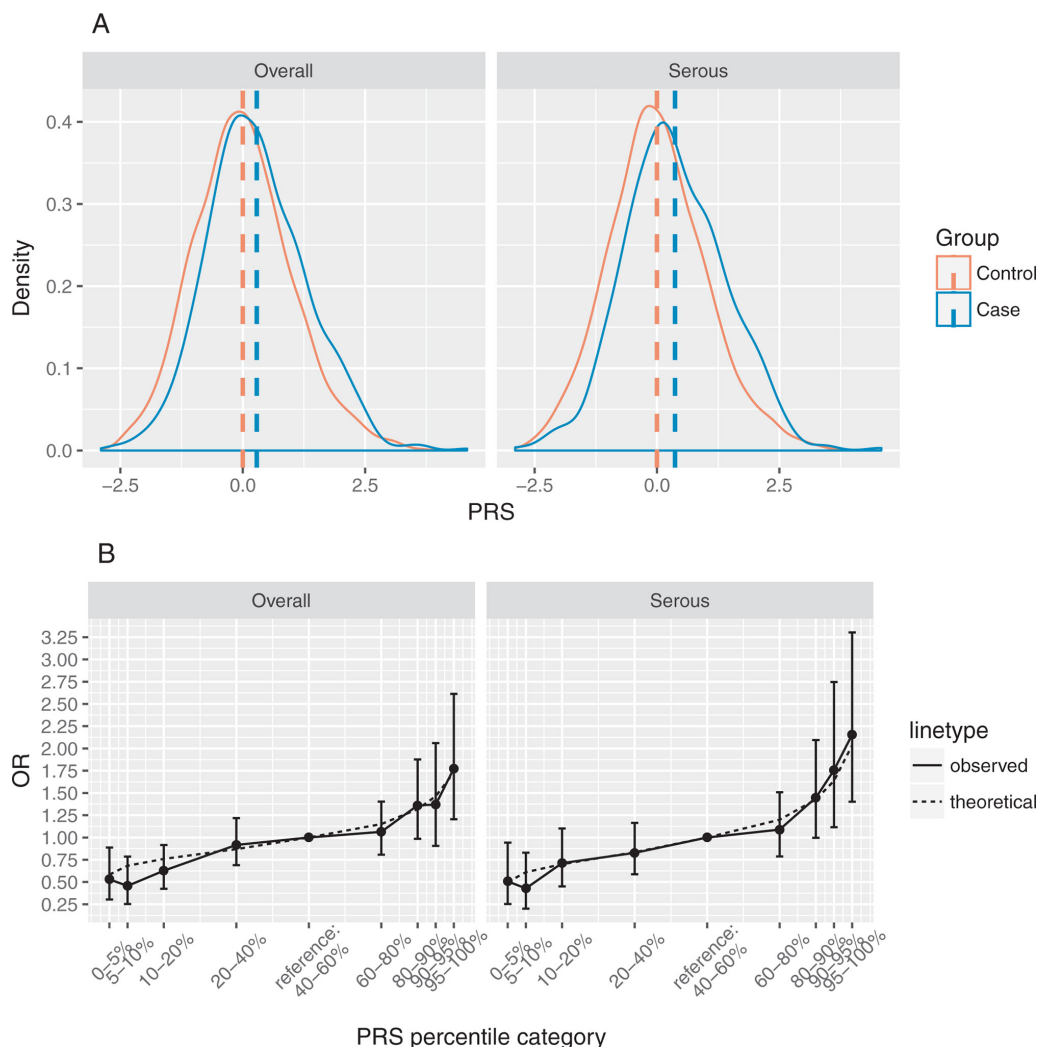 A
Overall
Serous
0.4
0.3
0.2
0.1
0.0
Density
−2.5
0.0
2.5
−2.5
0.0
2.5
PRS
Group
Control
Case
B
Overall
Serous
3.25
3.00
2.75
2.50
2.25
2.00
1.75
1.50
1.25
1.00
0.75
0.50
0.25
OR
0−5%
5−10%
10−20%
20−40%
reference:
40−60%
60−80%
80−90%
90−95%
95−100%
0−5%
5−10%
10−20%
20−40%
reference:
40−60%
60−80%
80−90%
90−95%
95−100%
PRS percentile category
linetype
observed
theoretical